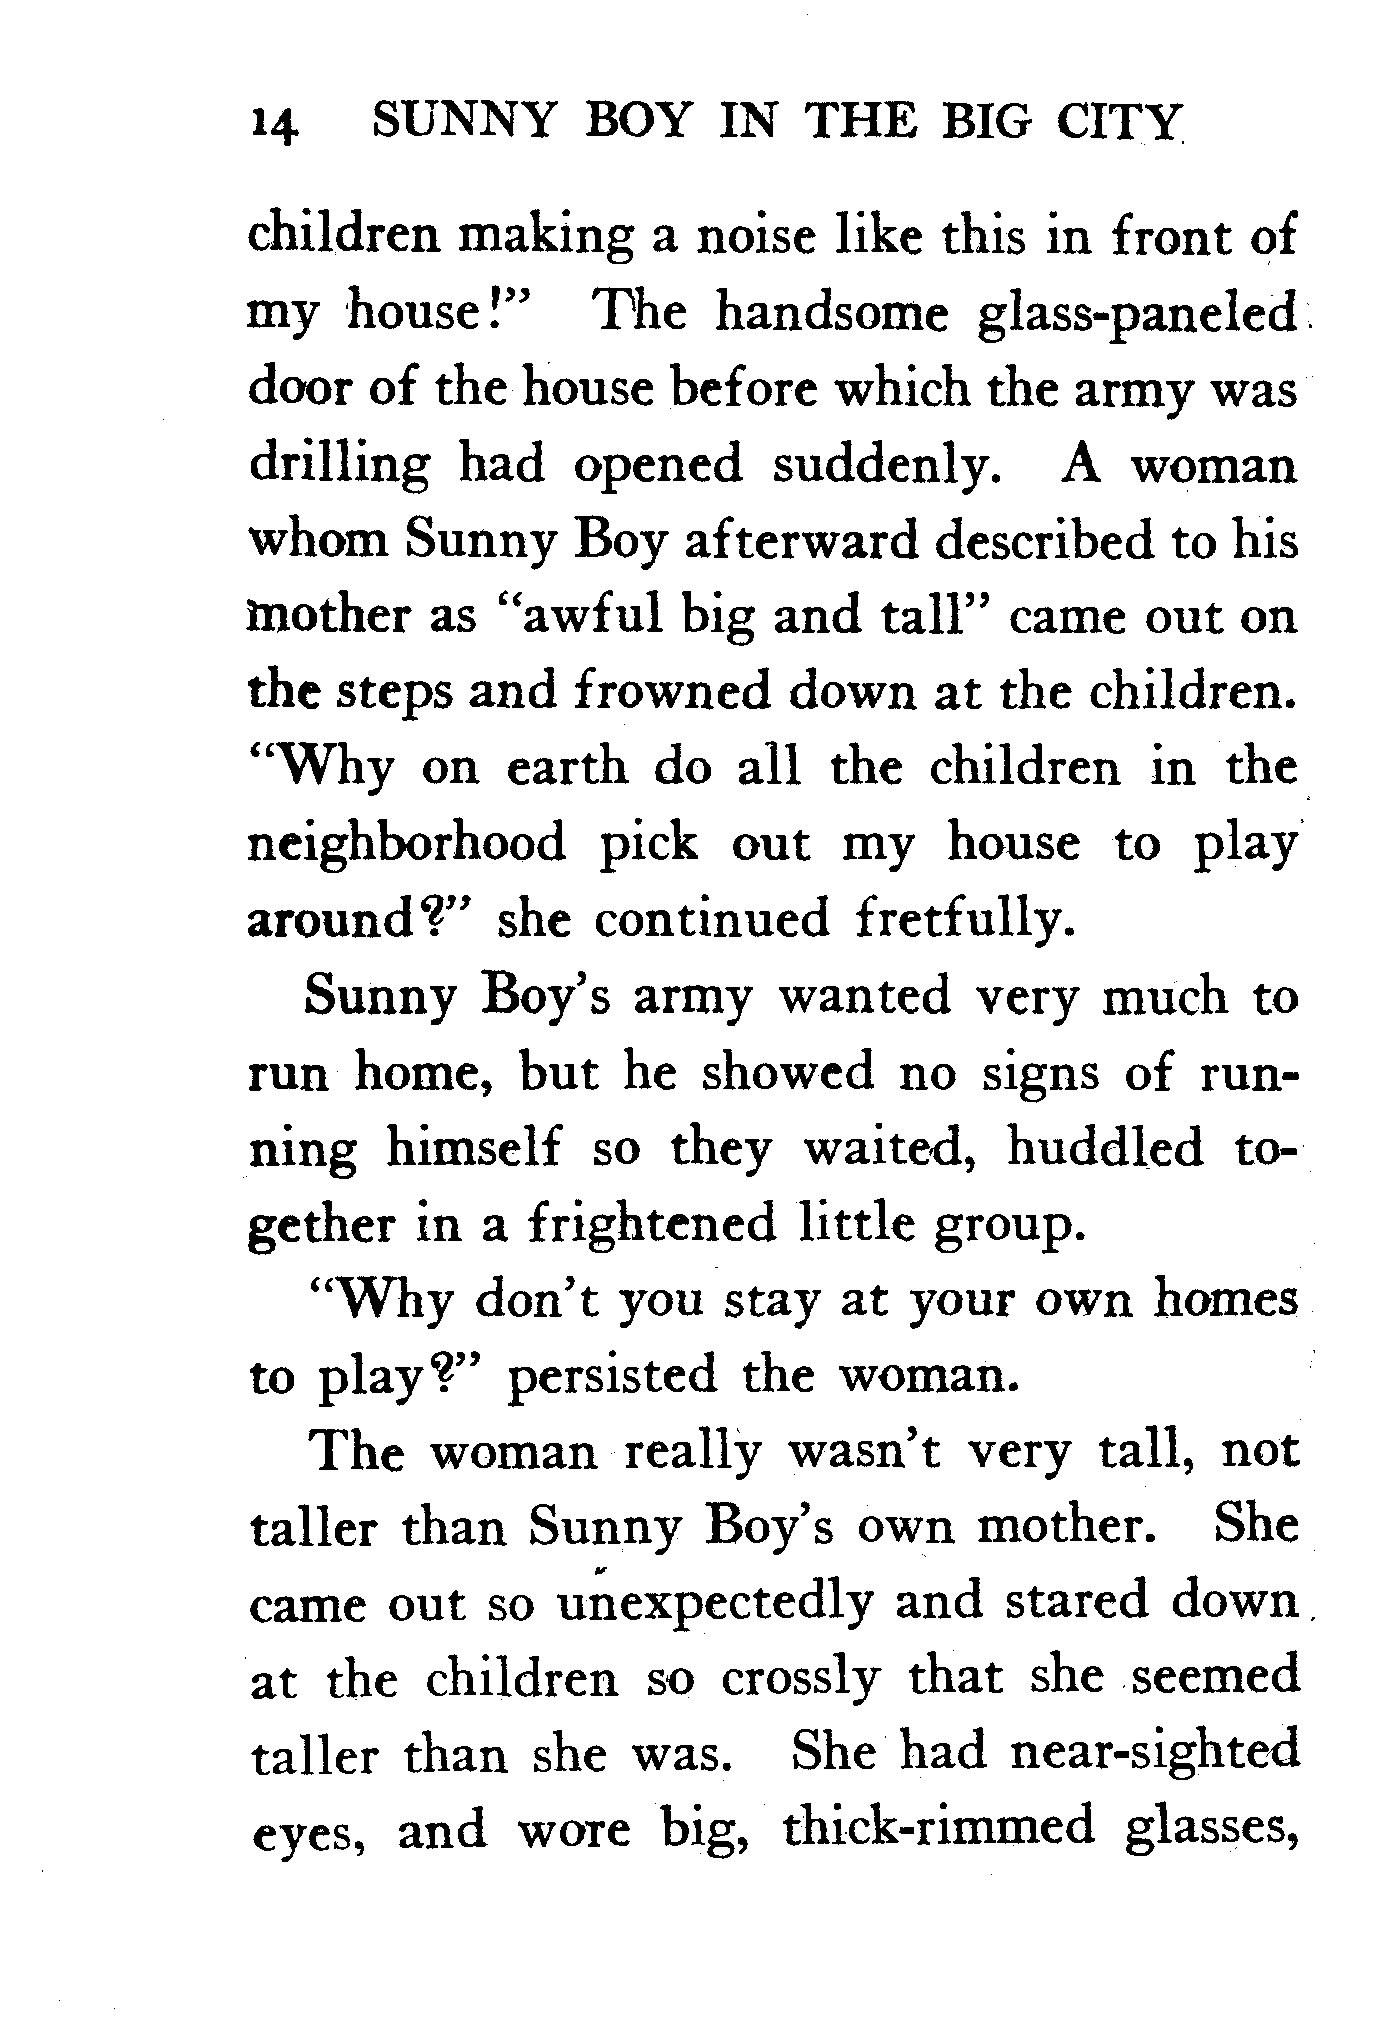 14 SUNNY BOY IN THE BIG CITY
children making a noise like this in front of
my house!” The handsome glass-paneled
door of the house before which the army was
drilling had opened suddenly. A woman
whom Sunny Boy afterward described to his
mother as “awful big and tall” came out on
the steps and frowned down at the children.
“Why on earth do all the children in the
neighborhood pick out my house to play
around?” she continued fretfully.
Sunny Boy’s army wanted very much to
run home, but he showed no signs of run-
ning himself so they waited, huddled to-
gether in a frightened little group.
“Why don’t you stay at your own homes
to play?” persisted the woman.
The woman really wasn’t very tall, not
taller than Sunny Boy’s own mother. She
came out so unexpectedly and stared down
at the children so crossly that she seemed
taller than she was. She had near-sighted
eyes, and wore big, thick-rimmed glasses,